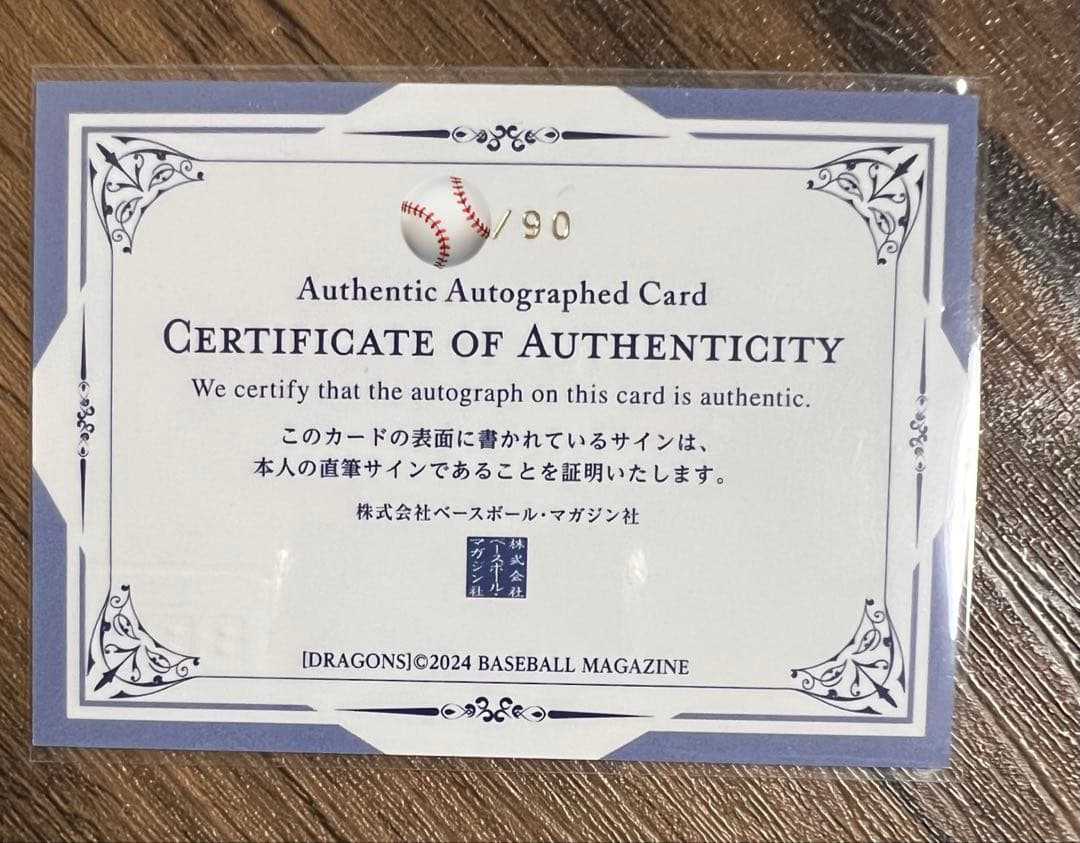 /90
Authentic Autographed Card
CERTIFICATE OF AUTHENTICITY
We certify that the autograph on this card is authentic.
このカードの表面に書かれているサインは、
本人の直筆サインであることを証明いたします。
株式会社ベースボール・マガジン社
株式会社
ベースボール・
マガジン社
[DRAGONS]©2024 BASEBALL MAGAZINE